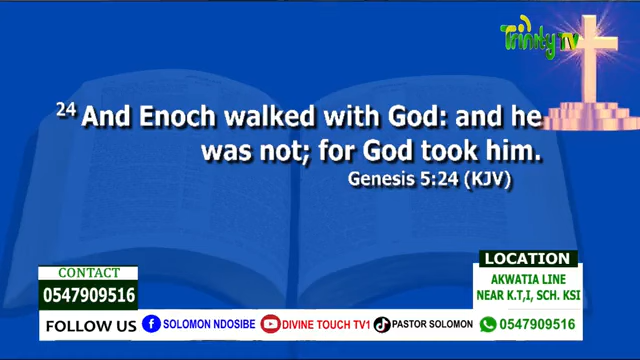 Trinity TV
24 And Enoch walked with God: and he
was not; for God took him.
Genesis 5:24 (KJV)
CONTACT
0547909516
LOCATION
AKWATIA LINE
NEAR K.T,I, SCH. KSI
FOLLOW US
SOLOMON NDOSIBE
DIVINE TOUCH TV1
PASTOR SOLOMON
0547909516